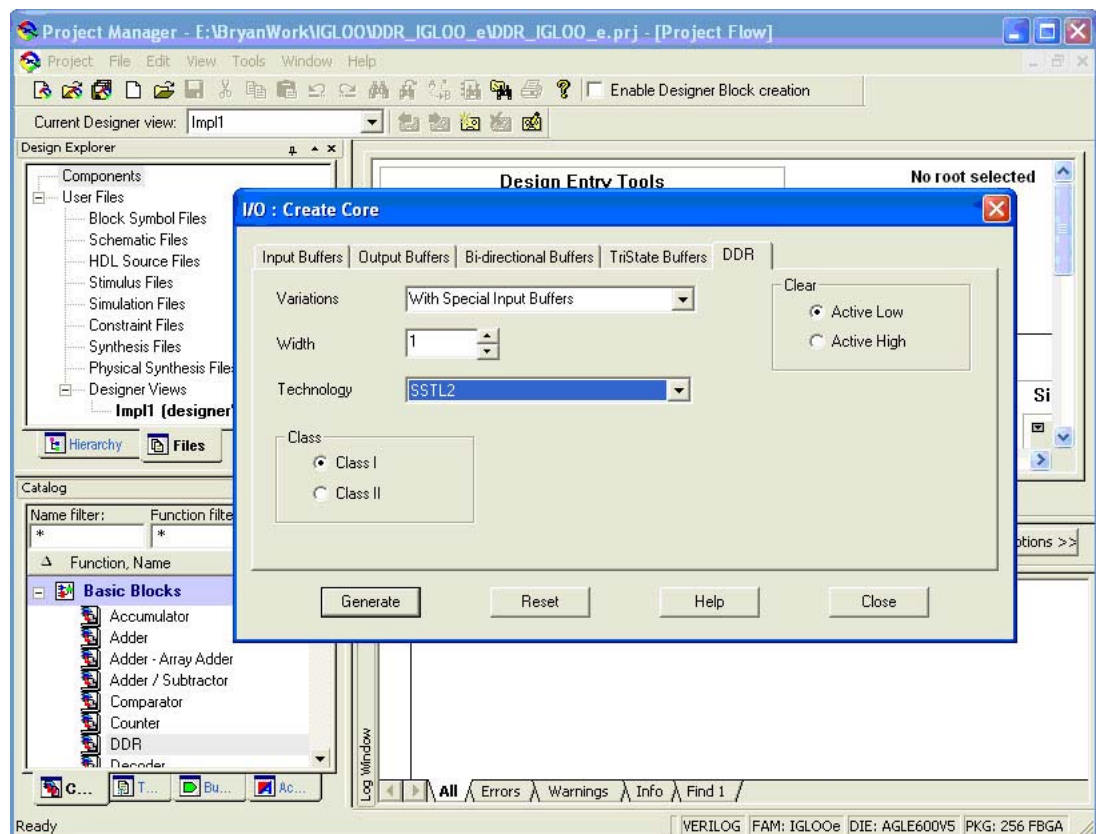 Project Manager - E:\BryanWork\IGLOO\DDR_IGLOO_e\DDR_IGLOO_e.prj - [Project Flow]
Project File Edit View Tools Window Help
Enable Designer Block creation
Current Designer view: Impl1
Design Explorer
Components
User Files
Block Symbol Files
Schematic Files
HDL Source Files
Stimulus Files
Simulation Files
Constraint Files
Synthesis Files
Physical Synthesis File
Designer Views
Impl1 (designer
Hierarchy Files
Catalog
Name filter: Function filte
* *
Function, Name
Basic Blocks
Accumulator
Adder
Adder - Array Adder
Adder / Subtractor
Comparator
Counter
DDR
Decoder
C... T... Bu... Ac...
Design Entry Tools
No root selected
Si
ptions >>
I/O : Create Core
Input Buffers Output Buffers Bi-directional Buffers TriState Buffers DDR
Variations With Special Input Buffers
Width 1
Technology SSTL2
Class
Class I
Class II
Clear
Active Low
Active High
Generate Reset Help Close
Log Window
All Errors Warnings Info Find 1
Ready
VERILOG FAM: IGLOOe DIE: AGLE600V5 PKG: 256 FBGA